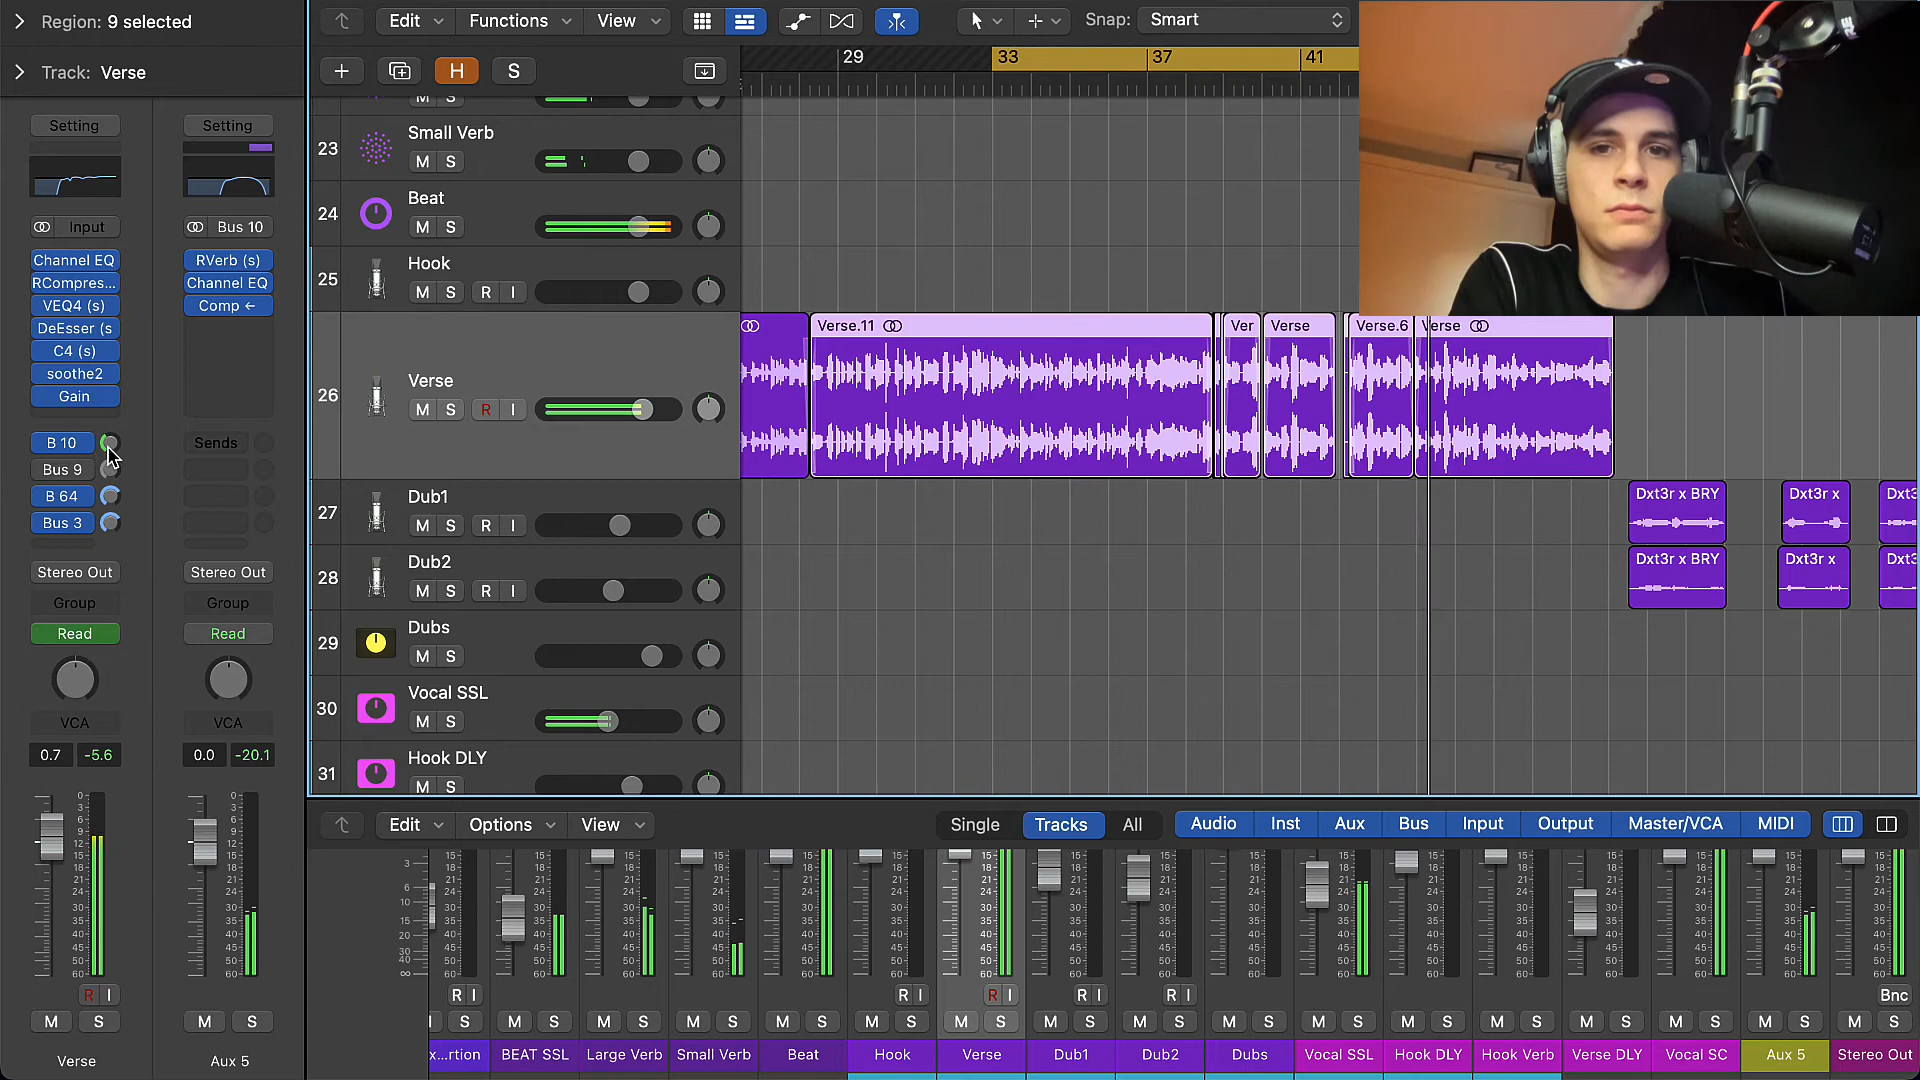 Region: 9 selected
Track: Verse
Setting
Setting
Input
Bus 10
Channel EQ
RCompres...
VEQ4 (s)
DeEsser (s
C4 (s)
soothe2
Gain
RVerb (s)
Channel EQ
Comp ←
B 10
Bus 9
B 64
Bus 3
Sends
Stereo Out
Stereo Out
Group
Group
Read
Read
VCA
VCA
0.7 -5.6
0.0 -20.1
M S
M S
R I
Verse
Aux 5
Edit Functions View
Snap: Smart
H S
29 33 37 41
M S
23 Small Verb
M S
24 Beat
M S
25 Hook
M S R I
26 Verse
M S R I
Verse.11 Ver Verse Verse.6 Verse
27 Dub1
M S R I
Dxt3r x BRY Dxt3r x Dxt3
28 Dub2
M S R I
Dxt3r x BRY Dxt3r x Dxt3
29 Dubs
M S
30 Vocal SSL
M S
31 Hook DLY
M S
Edit Options View
Single Tracks All
Audio Inst Aux Bus Input Output Master/VCA MIDI
R I R I R I R I R I Bnc
S M S M S M S M S M S M S M S M S M S M S M S M S M S M S M S M S
x...rtion BEAT SSL Large Verb Small Verb Beat Hook Verse Dub1 Dub2 Dubs Vocal SSL Hook DLY Hook Verb Verse DLY Vocal SC Aux 5 Stereo Out